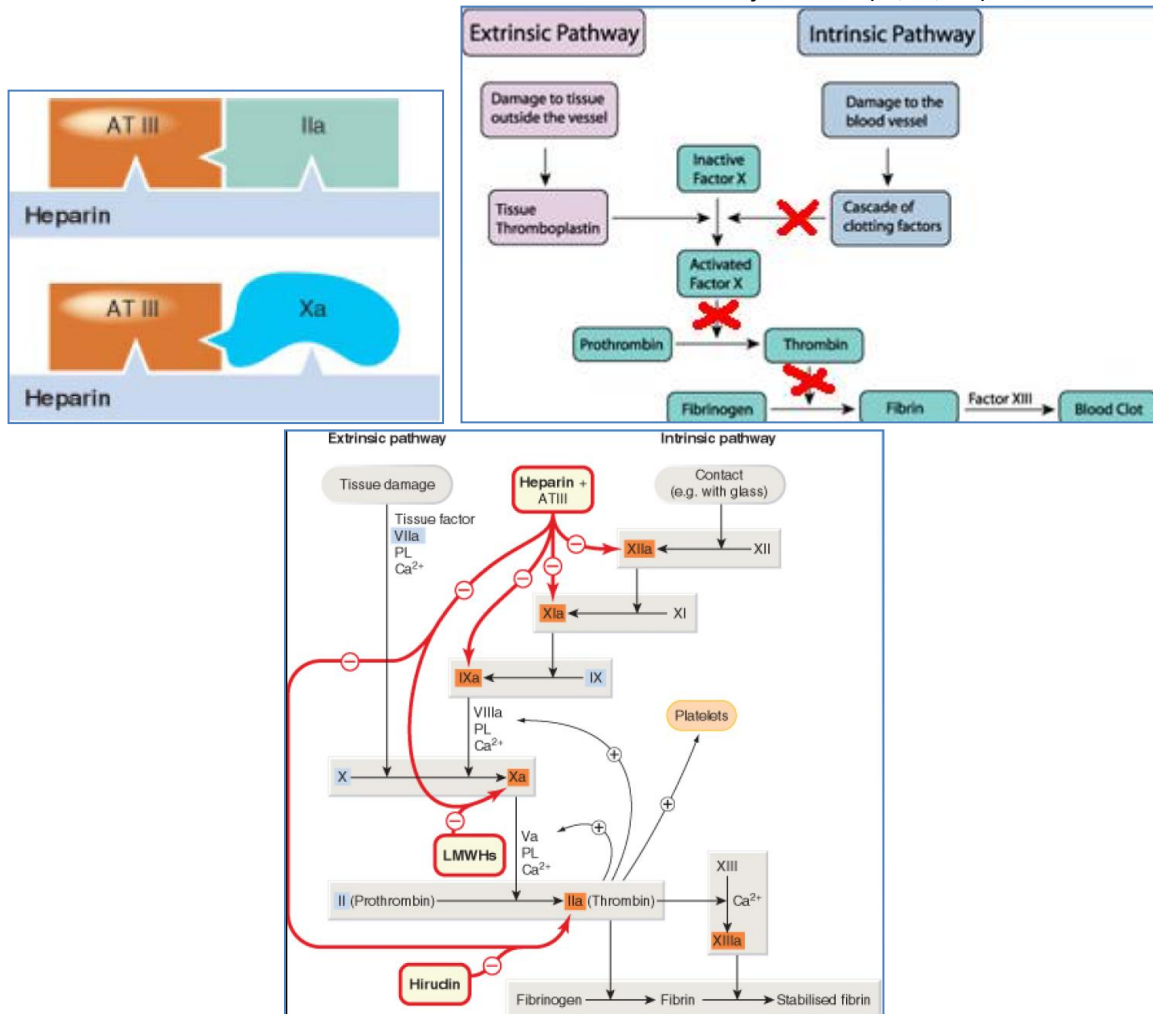 Extrinsic Pathway
Intrinsic Pathway
Damage to tissue
outside the vessel
Damage to the
blood vessel
Inactive
Factor X
Tissue
Thromboplastin
Cascade of
clotting factors
Activated
Factor X
Prothrombin
Thrombin
Fibrinogen
Fibrin
Factor XIII
Blood Clot
AT III
IIa
Heparin
AT III
Xa
Heparin
Extrinsic pathway
Intrinsic pathway
Tissue damage
Heparin +
ATIII
Contact
(e.g. with glass)
Tissue factor
VIIa
PL
Ca2+
XIIa
XII
XIa
XI
IXa
IX
VIIIa
PL
Ca2+
Platelets
X
Xa
LMWHs
Va
PL
Ca2+
XIII
Ca2+
XIIIa
II (Prothrombin)
IIa (Thrombin)
Hirudin
Fibrinogen
Fibrin
Stabilised fibrin